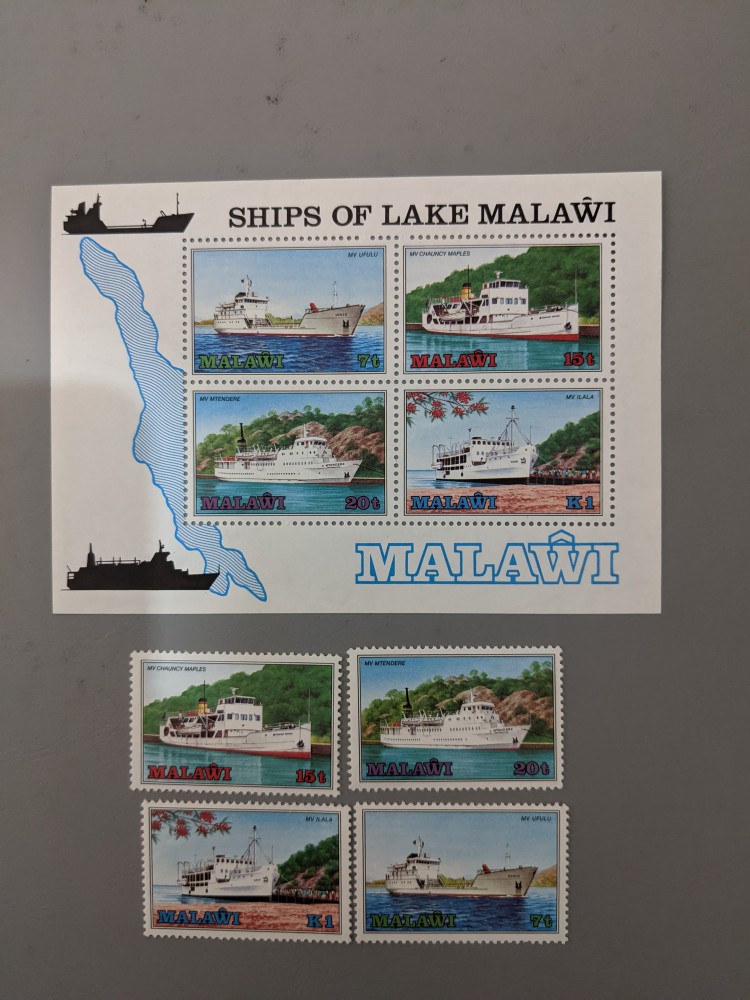 SHIPS OF LAKE MALAŴI
MV UFULU
MALAŴI 7t
MV CHAUNCY MAPLES
MALAŴI 15t
MV MTENDERE
MALAŴI 20t
MV ILALA
MALAŴI K1
MALAŴI
MV CHAUNCY MAPLES
MALAŴI 15t
MV MTENDERE
MALAŴI 20t
MV ILALA
MALAŴI K1
MV UFULU
MALAŴI 7t